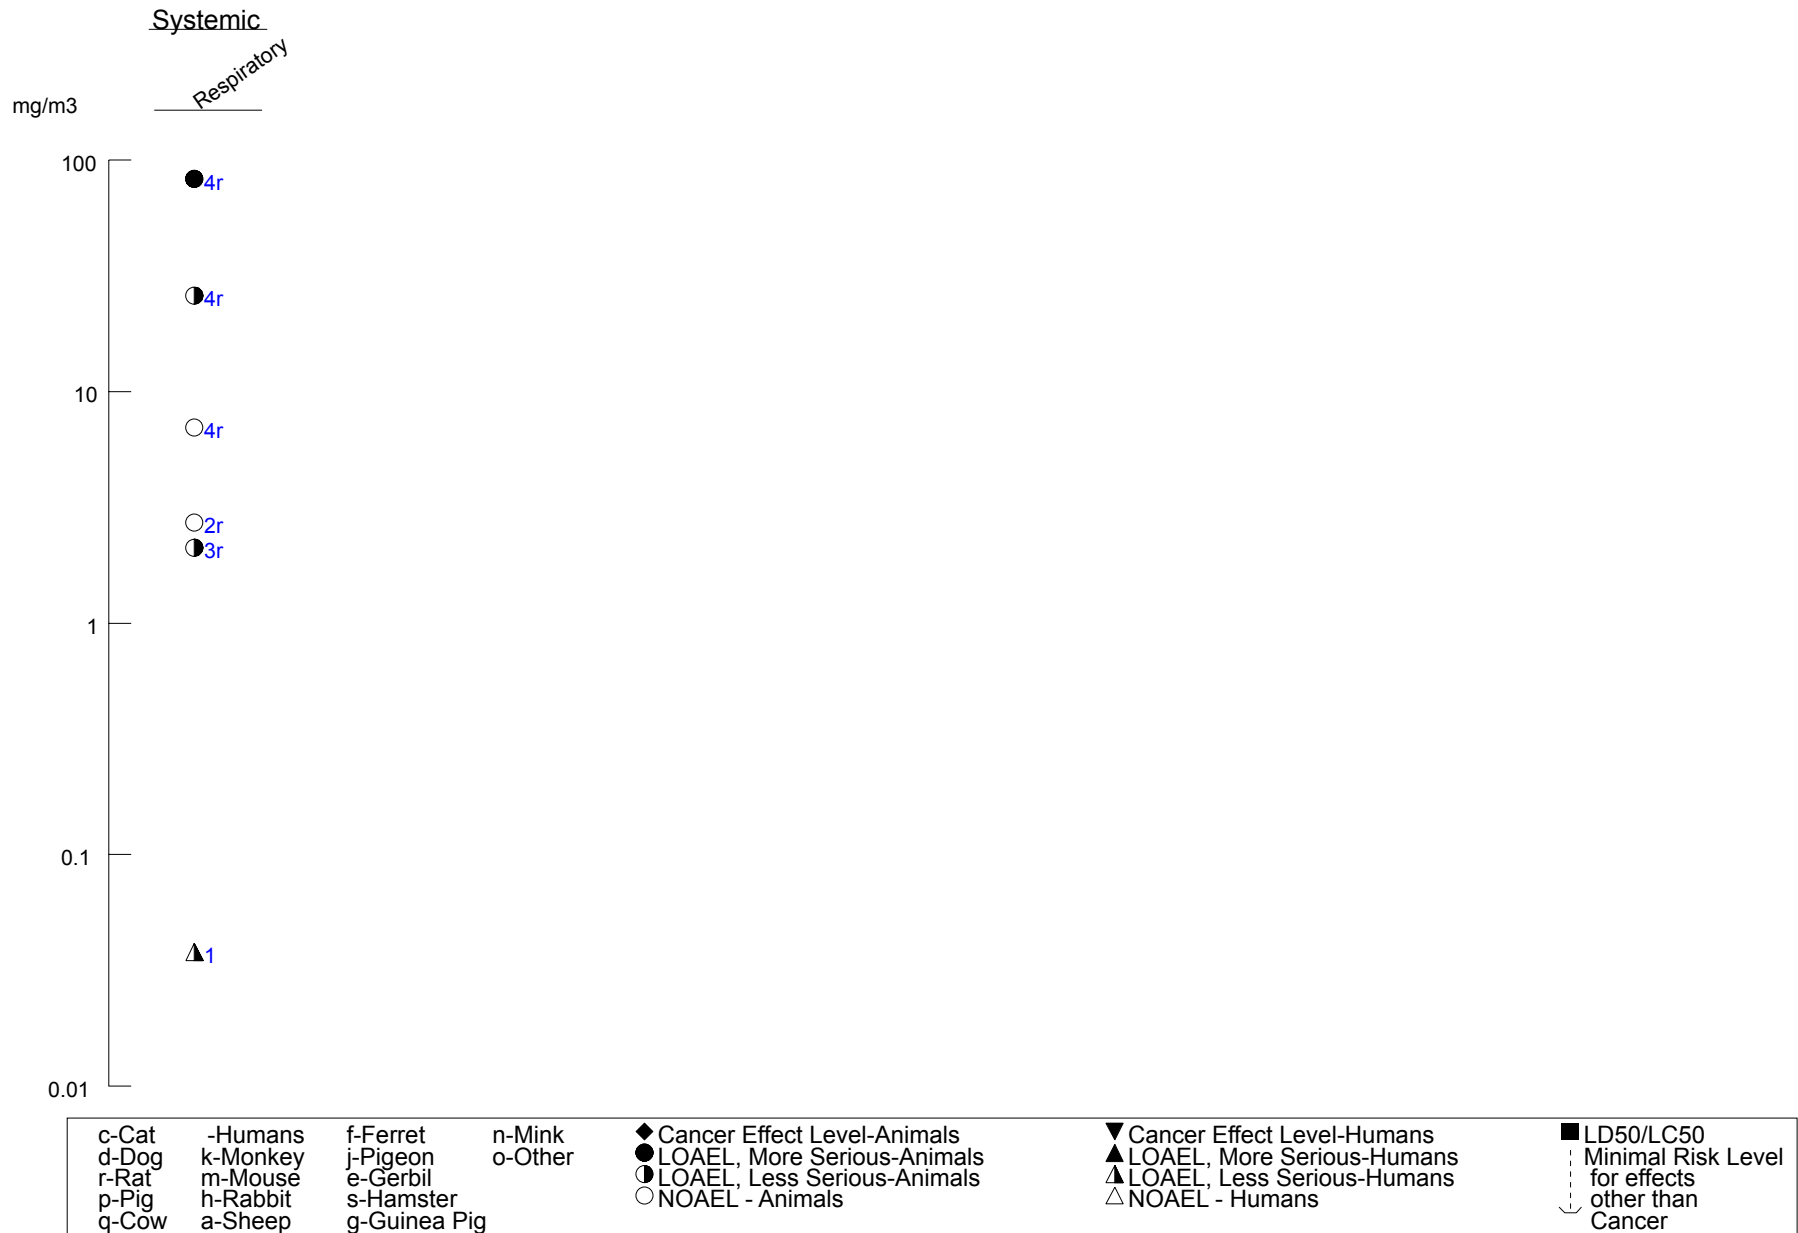 Systemic
Respiratory
mg/m3
100
4r
4r
10
4r
2r
3r
1
0.1
1
0.01
c-Cat -Humans f-Ferret n-Mink Cancer Effect Level-Animals Cancer Effect Level-Humans LD50/LC50
d-Dog k-Monkey j-Pigeon o-Other LOAEL, More Serious-Animals LOAEL, More Serious-Humans Minimal Risk Level
r-Rat m-Mouse e-Gerbil LOAEL, Less Serious-Animals LOAEL, Less Serious-Humans for effects
p-Pig h-Rabbit s-Hamster NOAEL - Animals NOAEL - Humans other than
q-Cow a-Sheep g-Guinea Pig Cancer